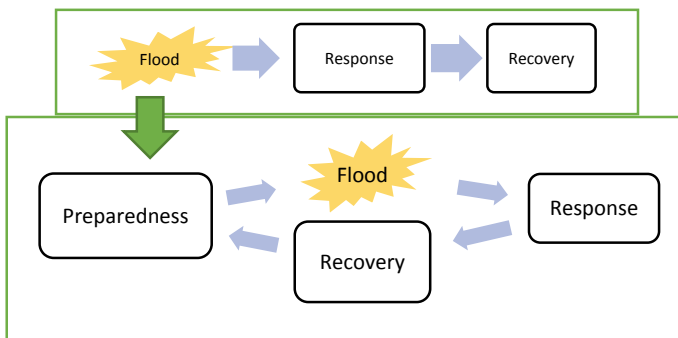 Flood
Response
Recovery
Preparedness
Flood
Response
Recovery